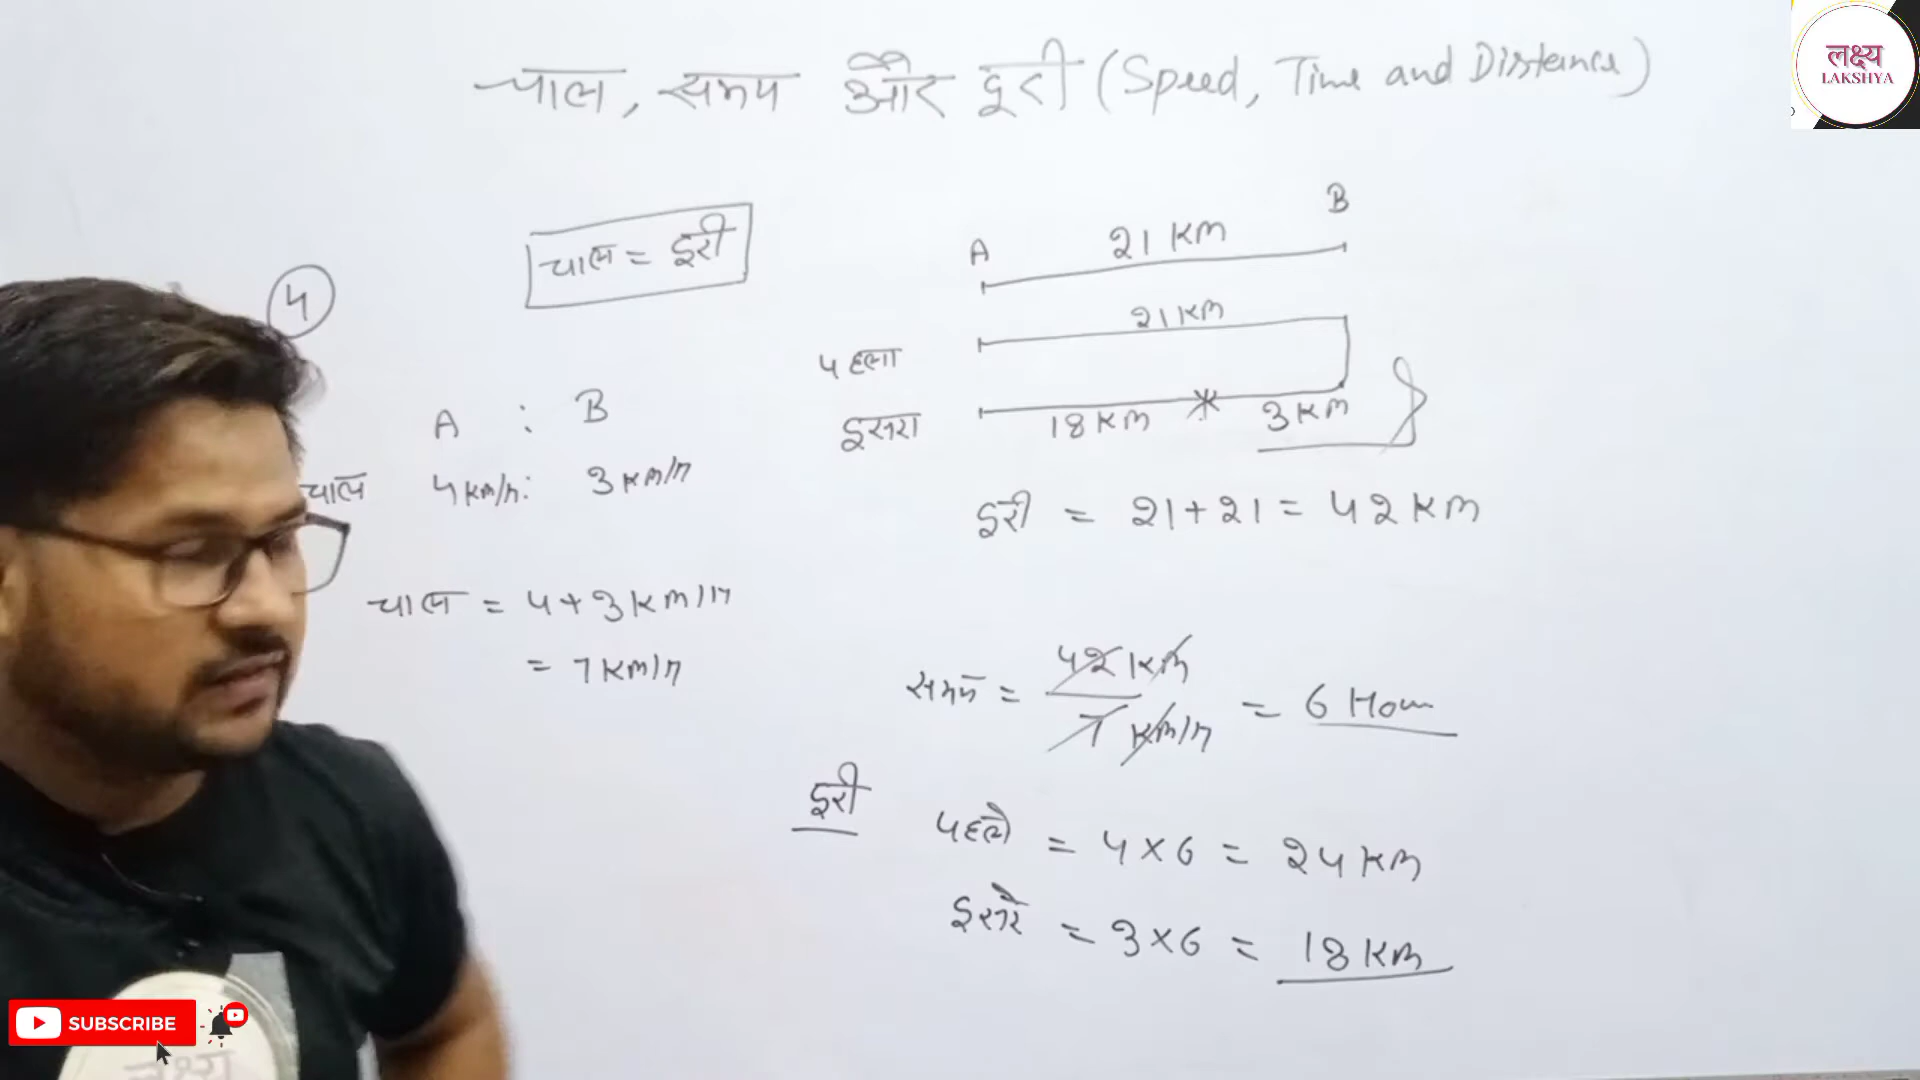 चाल, समय और दूरी (Speed, Time and Distance)
लक्ष्य
LAKSHYA
चाल = दूरी
4
A 21 Km B
21 Km
पहला
दूसरा 18 Km 3 Km
A : B
चाल 4 Km/h : 3 Km/h
दूरी = 21 + 21 = 42 Km
चाल = 4 + 3 Km/h
= 7 Km/h
समय = 42 Km / 7 Km/h = 6 Hour
दूरी
पहले = 4 × 6 = 24 Km
दूसरे = 3 × 6 = 18 Km
SUBSCRIBE
लक्ष्य